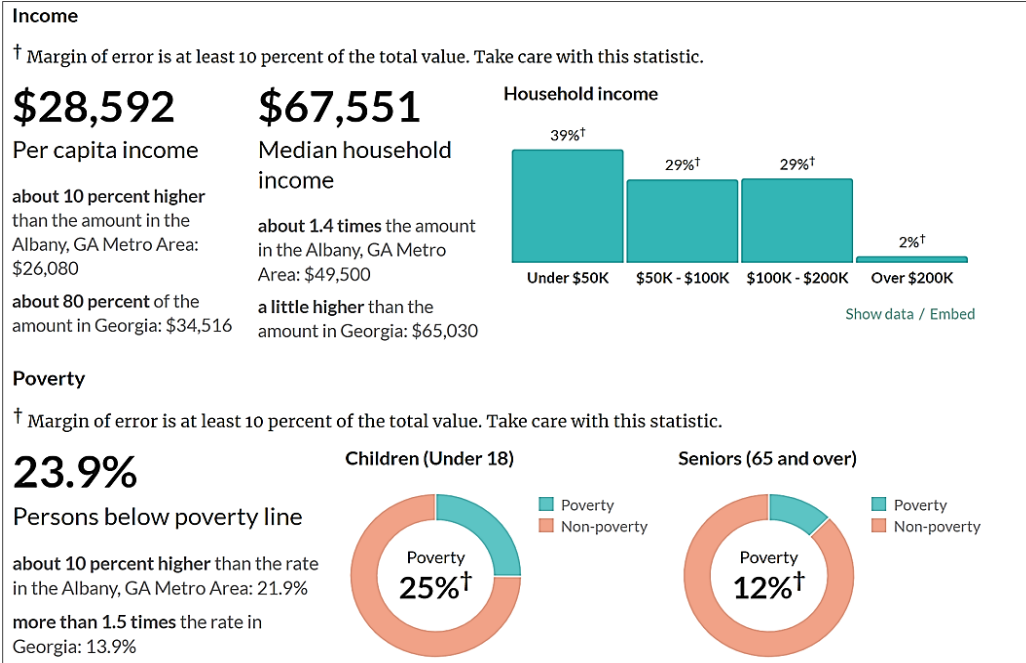 Income
† Margin of error is at least 10 percent of the total value. Take care with this statistic.
$28,592
Per capita income
about 10 percent higher
than the amount in the
Albany, GA Metro Area:
$26,080
about 80 percent of the
amount in Georgia: $34,516
$67,551
Median household
income
about 1.4 times the amount
in the Albany, GA Metro
Area: $49,500
a little higher than the
amount in Georgia: $65,030
Household income
39%†
29%†
29%†
2%†
Under $50K
$50K - $100K
$100K - $200K
Over $200K
Show data / Embed
Poverty
† Margin of error is at least 10 percent of the total value. Take care with this statistic.
23.9%
Persons below poverty line
about 10 percent higher than the rate
in the Albany, GA Metro Area: 21.9%
more than 1.5 times the rate in
Georgia: 13.9%
Children (Under 18)
Poverty
Non-poverty
Poverty
25%†
Seniors (65 and over)
Poverty
Non-poverty
Poverty
12%†